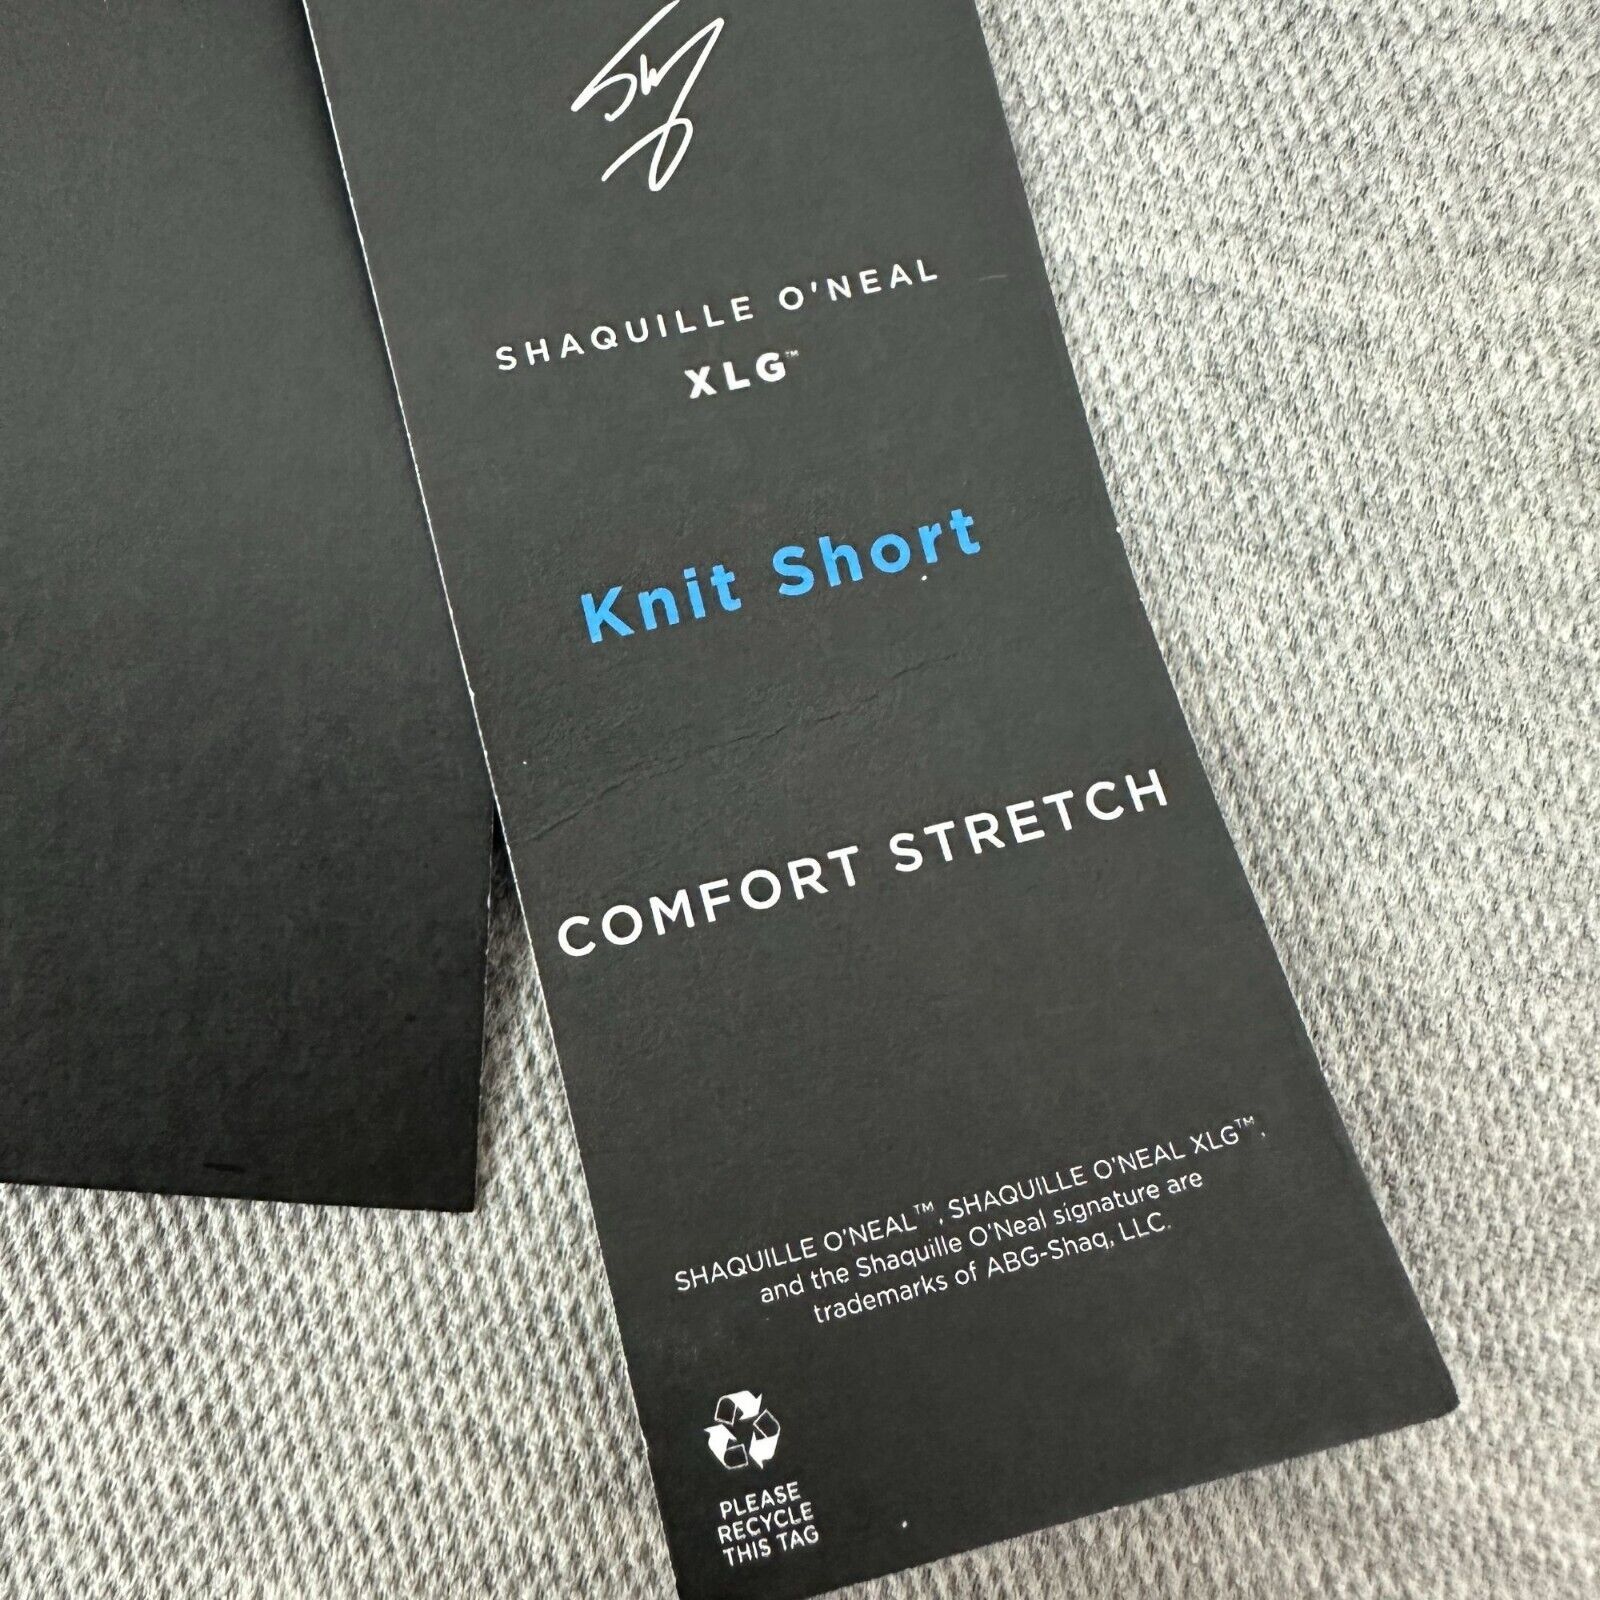 Shaq
SHAQUILLE O'NEAL
XLG™
Knit Short
COMFORT STRETCH
SHAQUILLE O'NEAL™, SHAQUILLE O'NEAL XLG™,
and the Shaquille O'Neal signature are
trademarks of ABG-Shaq, LLC.
PLEASE
RECYCLE
THIS TAG